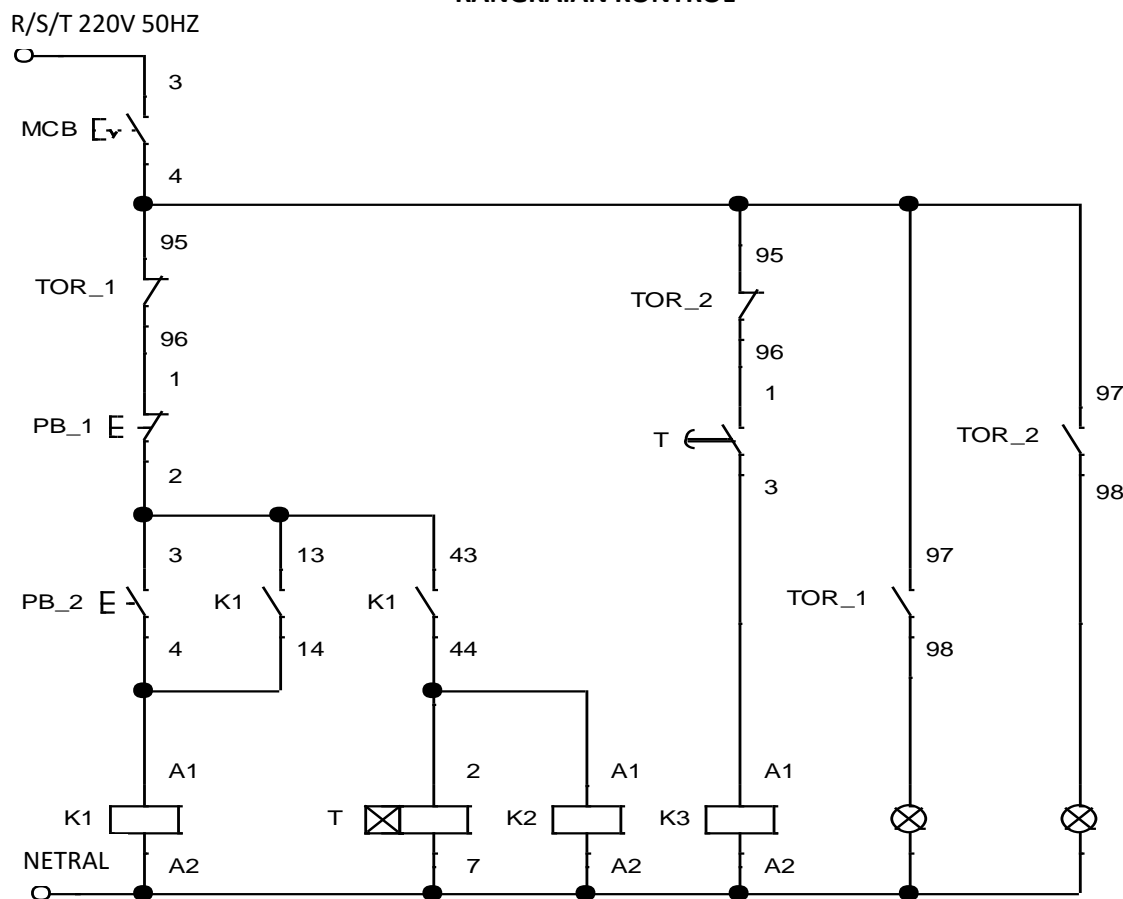 RANGKAIAN KONTROL
R/S/T 220V 50HZ
3
MCB
4
95
TOR_1
96
1
PB_1
2
95
TOR_2
96
1
T
3
97
TOR_2
98
3
PB_2
4
13
K1
14
43
K1
44
97
TOR_1
98
A1
K1
A2
2
T
7
A1
K2
A2
A1
K3
A2
NETRAL